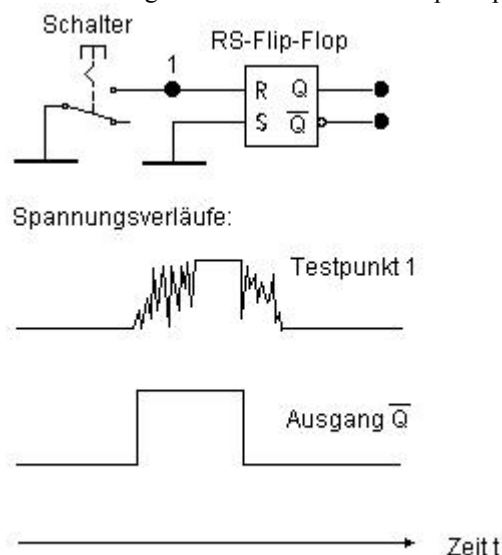 Schalter
RS-Flip-Flop
1
R Q
S Q̅
Spannungsverläufe:
Testpunkt 1
Ausgang Q̅
Zeit t